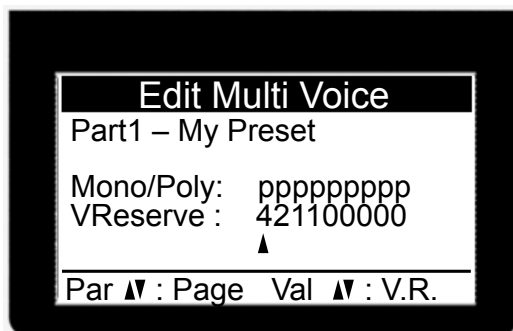 Edit Multi Voice
Part1 – My Preset
Mono/Poly: ppppppppp
VReserve : 421100000
Par ▲▼ : Page Val ▲▼ : V.R.